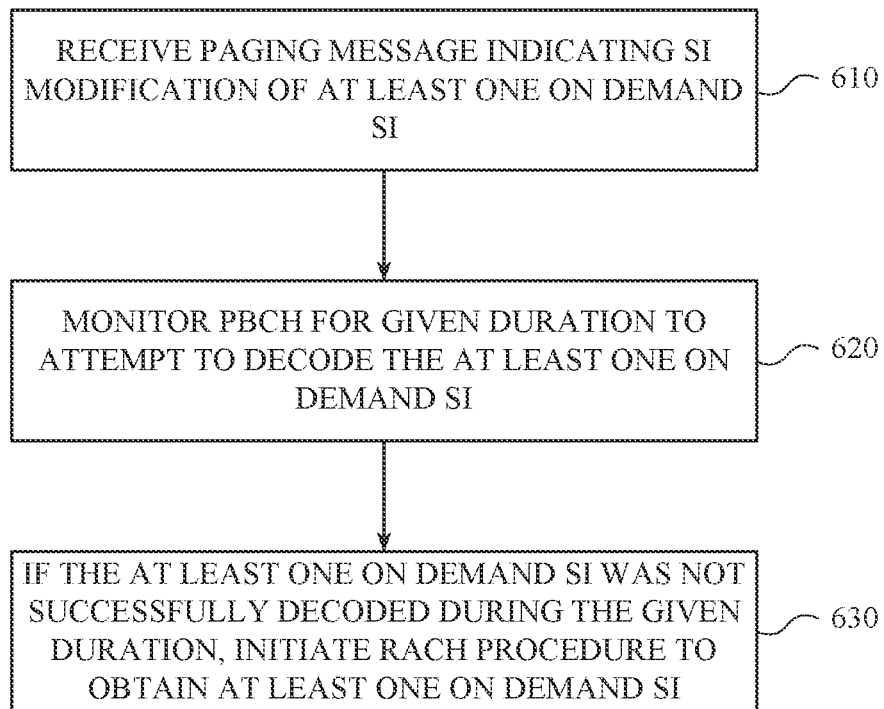 RECEIVE PAGING MESSAGE INDICATING SI
MODIFICATION OF AT LEAST ONE ON DEMAND
SI
610
MONITOR PBCH FOR GIVEN DURATION TO
ATTEMPT TO DECODE THE AT LEAST ONE ON
DEMAND SI
620
IF THE AT LEAST ONE ON DEMAND SI WAS NOT
SUCCESSFULLY DECODED DURING THE GIVEN
DURATION, INITIATE RACH PROCEDURE TO
OBTAIN AT LEAST ONE ON DEMAND SI
630